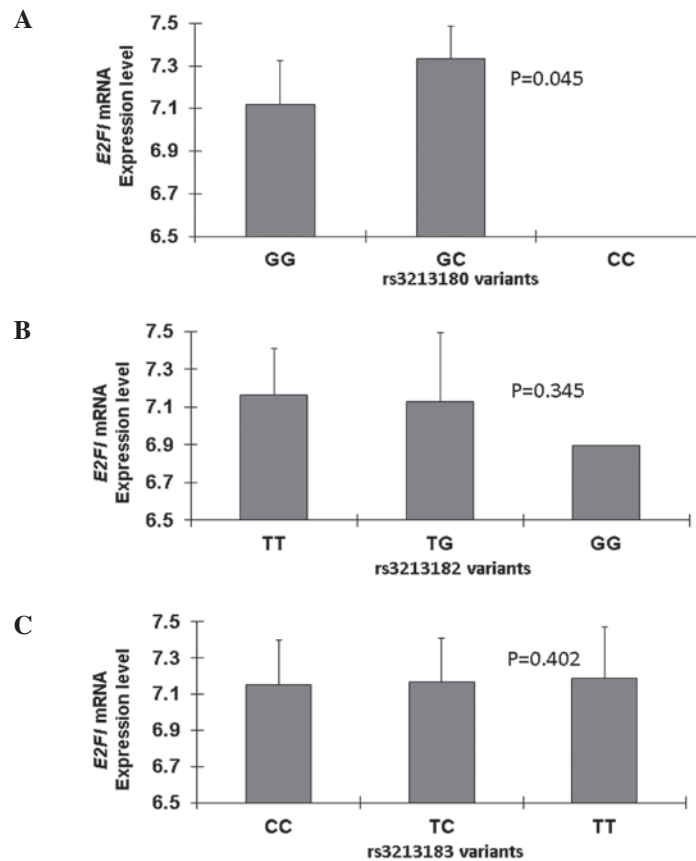 A
E2F1 mRNA
Expression level
7.5
7.3
7.1
6.9
6.7
6.5
P=0.045
GG GC CC
rs3213180 variants
B
E2F1 mRNA
Expression level
7.5
7.3
7.1
6.9
6.7
6.5
P=0.345
TT TG GG
rs3213182 variants
C
E2F1 mRNA
Expression level
7.5
7.3
7.1
6.9
6.7
6.5
P=0.402
CC TC TT
rs3213183 variants